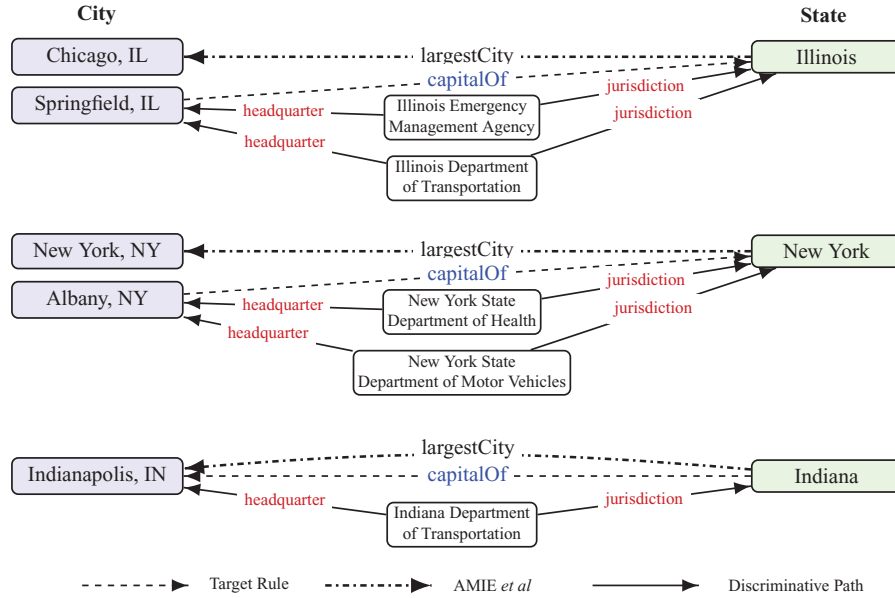 City
State
Chicago, IL
largestCity
Illinois
capitalOf
Springfield, IL
headquarter
Illinois Emergency
Management Agency
jurisdiction
jurisdiction
headquarter
Illinois Department
of Transportation
New York, NY
largestCity
New York
capitalOf
Albany, NY
headquarter
New York State
Department of Health
jurisdiction
jurisdiction
headquarter
New York State
Department of Motor Vehicles
largestCity
Indianapolis, IN
capitalOf
Indiana
headquarter
Indiana Department
of Transportation
jurisdiction
Target Rule
AMIE et al
Discriminative Path